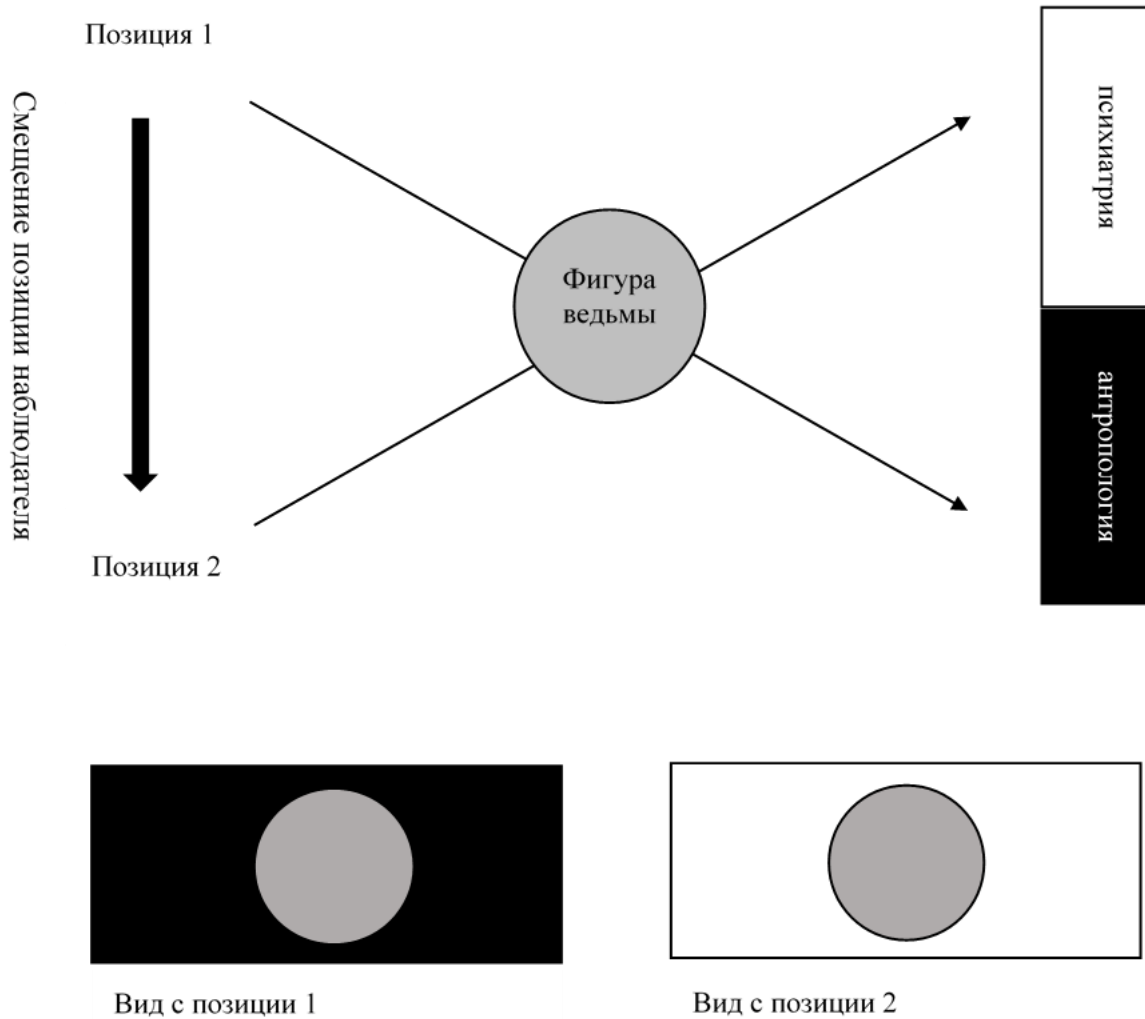 Позиция 1
Смещение позиции наблюдателя
психиатрия
Фигура
ведьмы
антропология
Позиция 2
Вид с позиции 1
Вид с позиции 2